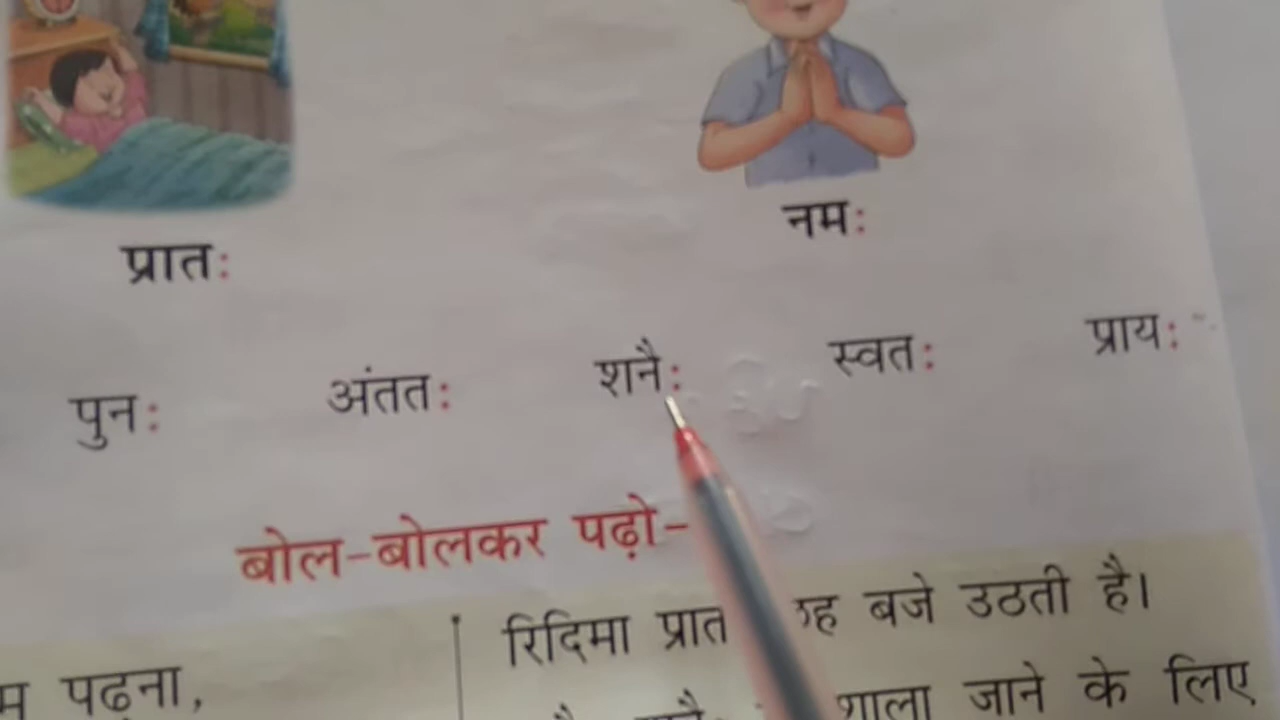 प्रातः
नमः
पुनः अंततः शनैः स्वतः प्रायः
बोल-बोलकर पढ़ो-
रिदिमा बजे उठती है।
पढ़ना,
जाने के लिए